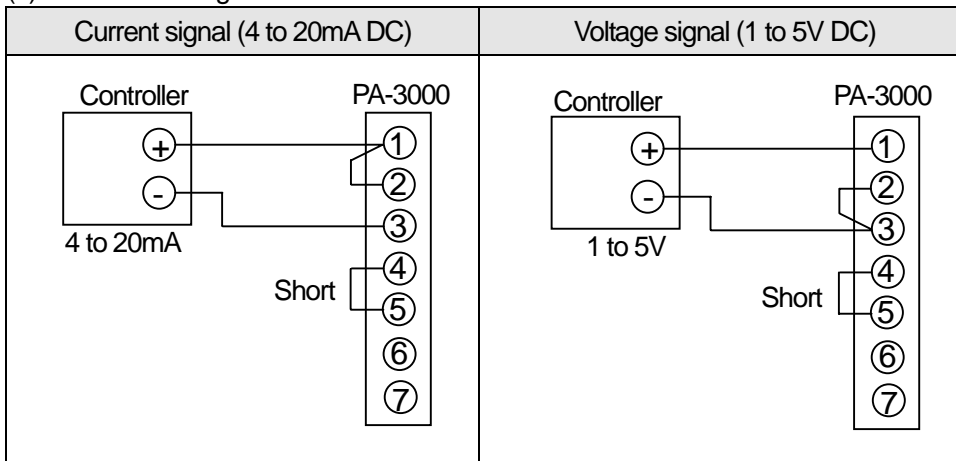 Current signal (4 to 20mA DC)
Voltage signal (1 to 5V DC)
Controller
PA-3000
+
-
4 to 20mA
Short
1
2
3
4
5
6
7
Controller
PA-3000
+
-
1 to 5V
Short
1
2
3
4
5
6
7